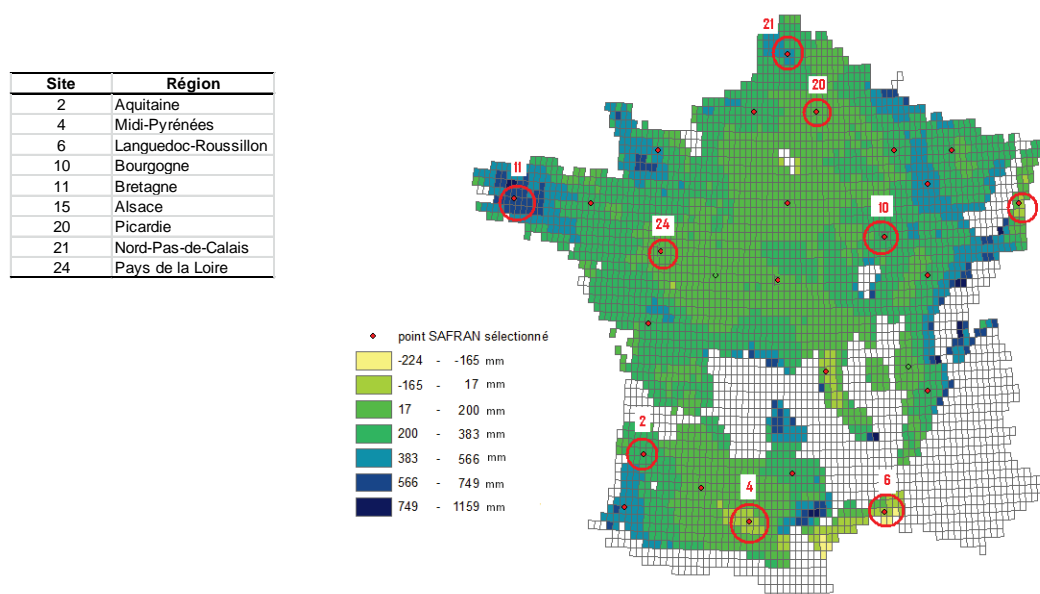 Site Région
2 Aquitaine
4 Midi-Pyrénées
6 Languedoc-Roussillon
10 Bourgogne
11 Bretagne
15 Alsace
20 Picardie
21 Nord-Pas-de-Calais
24 Pays de la Loire
21
20
11
10
24
2
4
6
point SAFRAN sélectionné
-224 - -165 mm
-165 - 17 mm
17 - 200 mm
200 - 383 mm
383 - 566 mm
566 - 749 mm
749 - 1159 mm